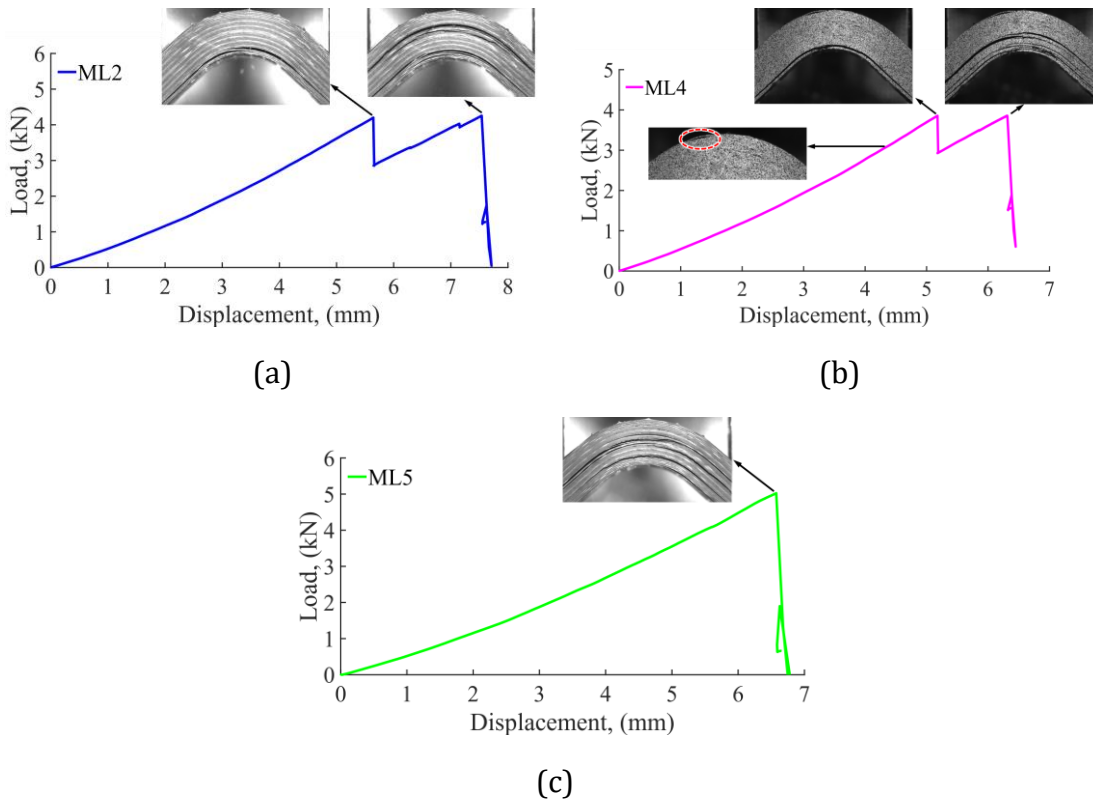 ML2
Load, (kN)
6
5
4
3
2
1
0
0 1 2 3 4 5 6 7 8
Displacement, (mm)
(a)
ML4
Load, (kN)
5
4
3
2
1
0
0 1 2 3 4 5 6 7
Displacement, (mm)
(b)
ML5
Load, (kN)
6
5
4
3
2
1
0
0 1 2 3 4 5 6 7
Displacement, (mm)
(c)